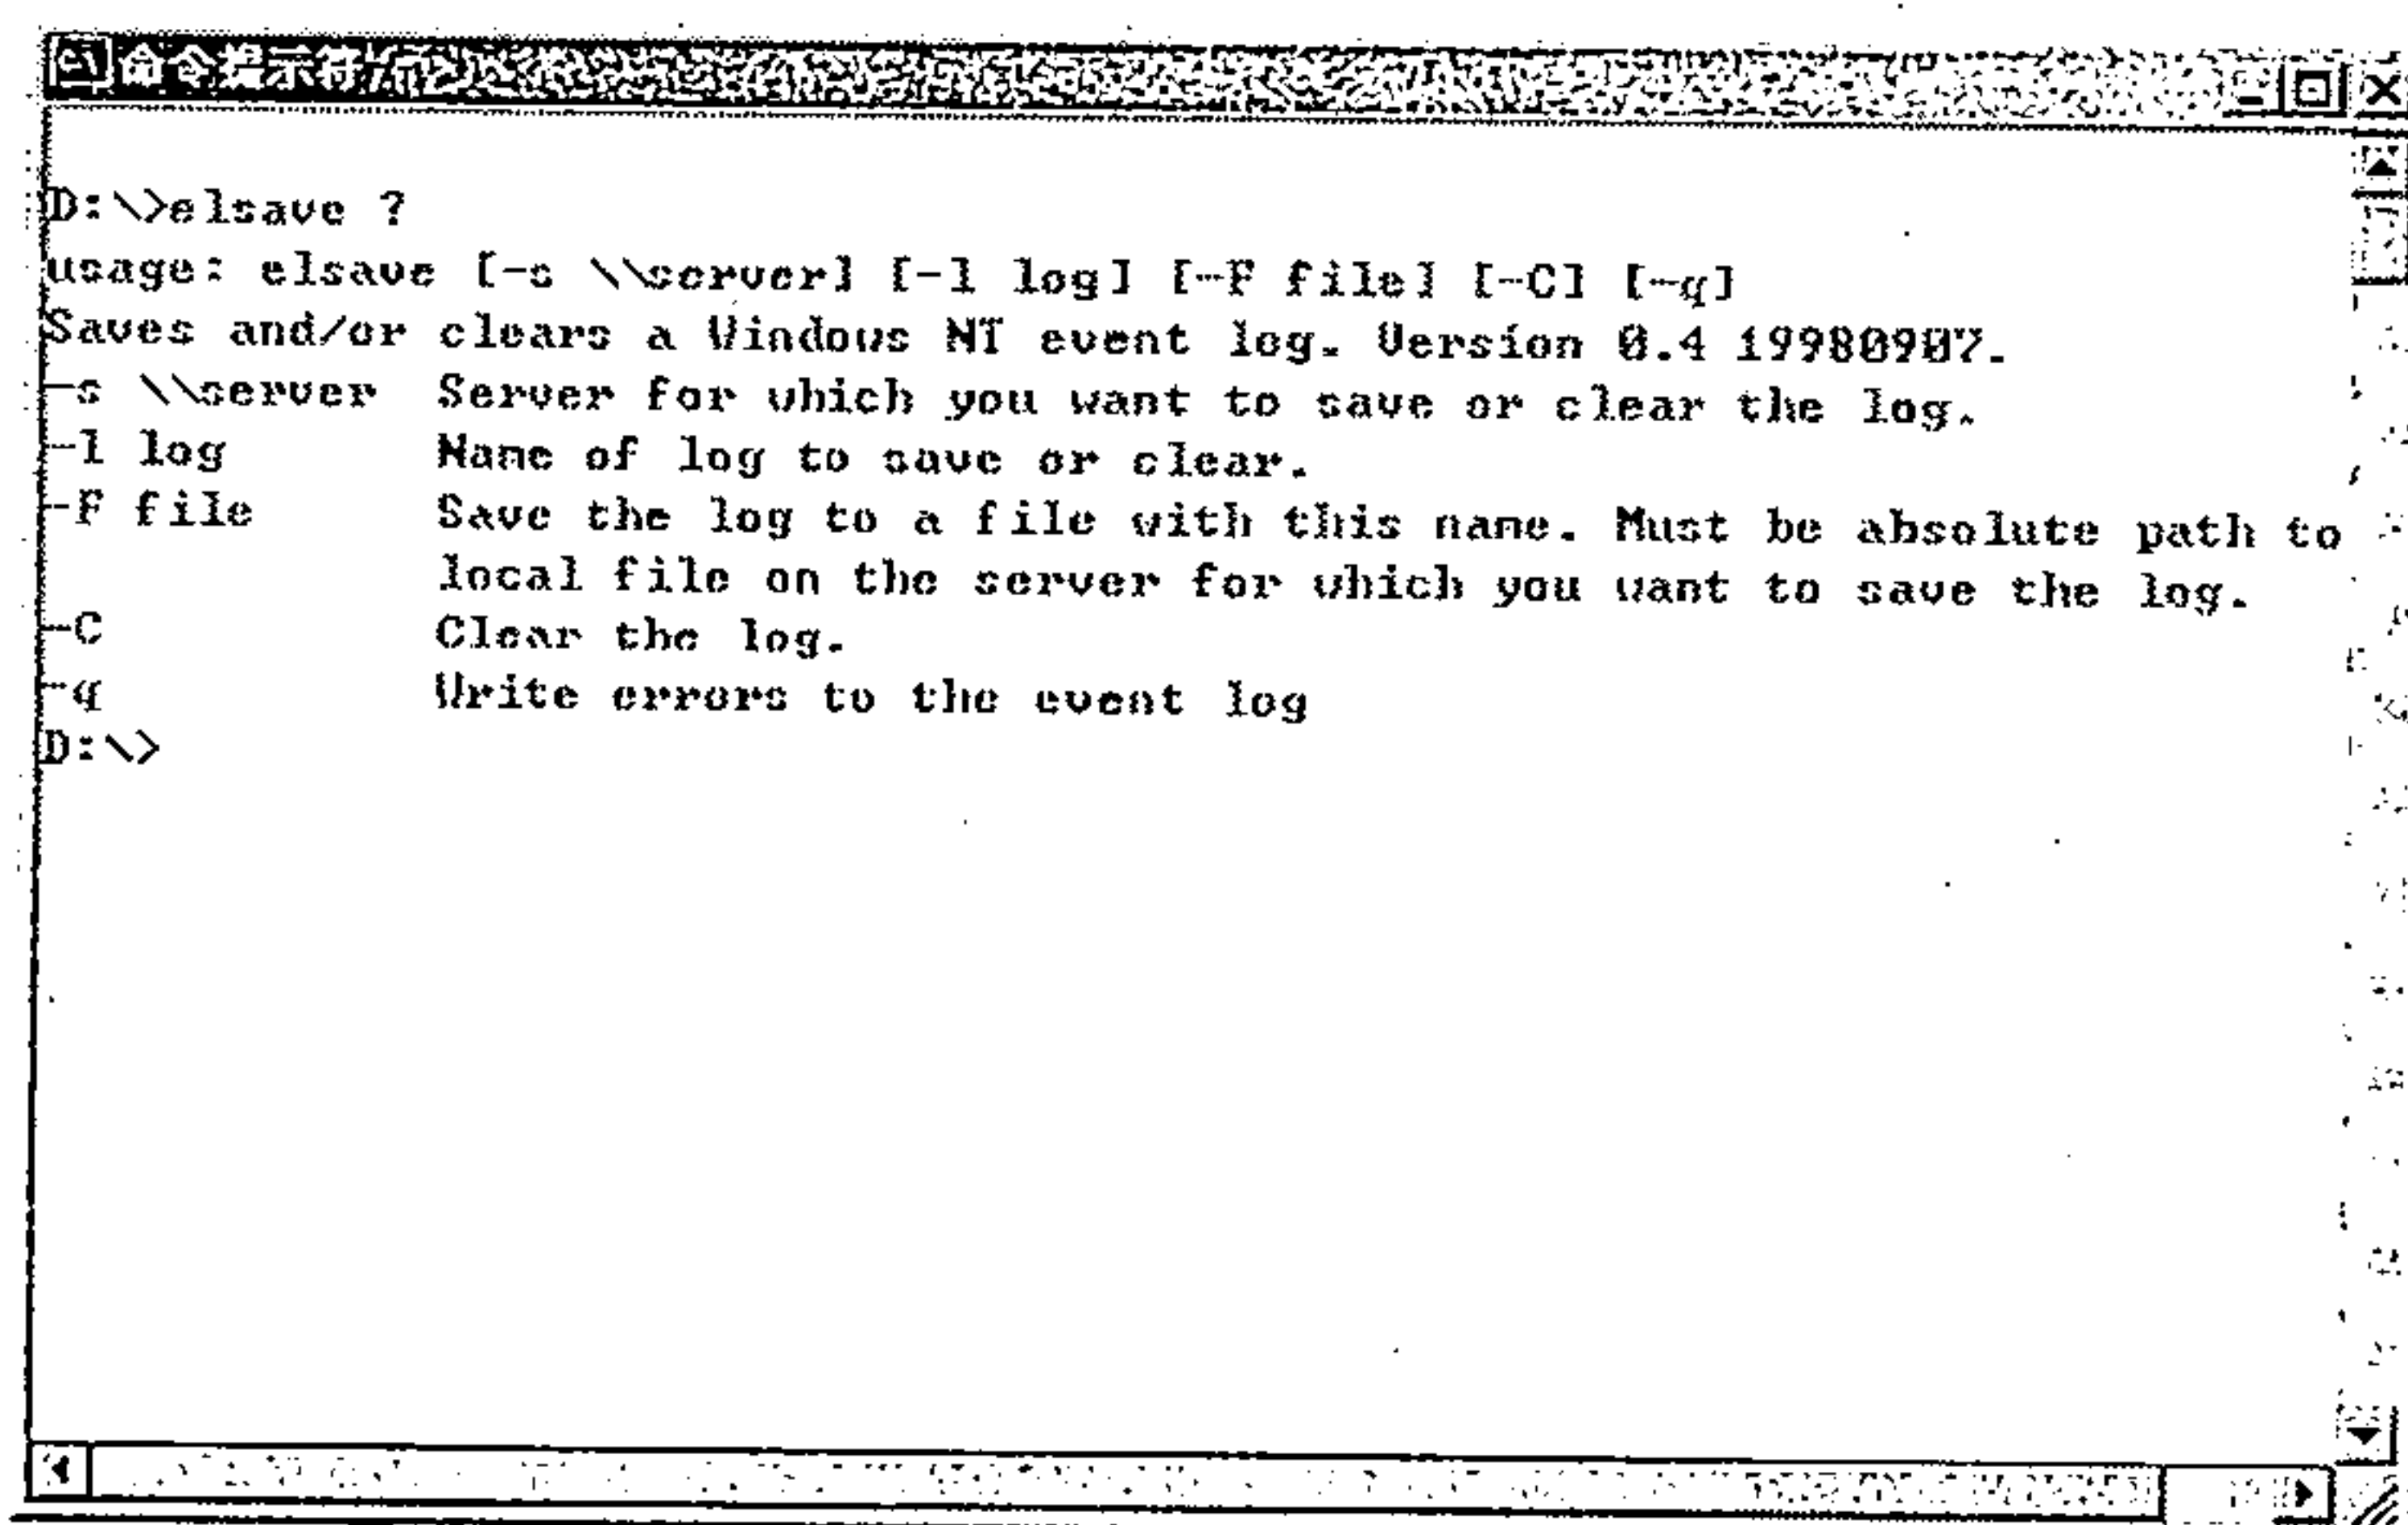 命令提示符
D:\>elsave ?
usage: elsave [-s \\server] [-l log] [-F file] [-C] [-q]
Saves and/or clears a Windows NT event log. Version 0.4 19980907.
-s \\server Server for which you want to save or clear the log.
-l log Name of log to save or clear.
-F file Save the log to a file with this name. Must be absolute path to
local file on the server for which you want to save the log.
-C Clear the log.
-q Write errors to the event log
D:\>